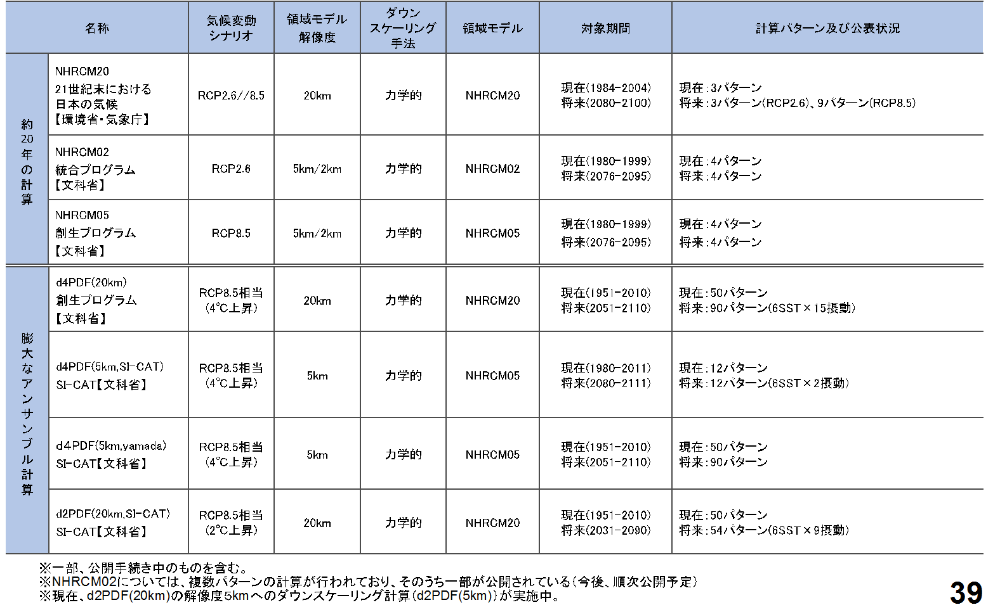 名称
気候変動
シナリオ
領域モデル
解像度
ダウン
スケーリング
手法
領域モデル
対象期間
計算パターン及び公表状況
約20年の計算
NHRCM20
21世紀末における
日本の気候
【環境省・気象庁】
RCP2.6//8.5
20km
力学的
NHRCM20
現在(1984-2004)
将来(2080-2100)
現在:3パターン
将来:3パターン(RCP2.6)、9パターン(RCP8.5)
NHRCM02
統合プログラム
【文科省】
RCP2.6
5km/2km
力学的
NHRCM02
現在(1980-1999)
将来(2076-2095)
現在:4パターン
将来:4パターン
NHRCM05
創生プログラム
【文科省】
RCP8.5
5km/2km
力学的
NHRCM05
現在(1980-1999)
将来(2076-2095)
現在:4パターン
将来:4パターン
膨大なアンサンブル計算
d4PDF(20km)
創生プログラム
【文科省】
RCP8.5相当
(4℃上昇)
20km
力学的
NHRCM20
現在(1951-2010)
将来(2051-2110)
現在:50パターン
将来:90パターン(6SST×15摂動)
d4PDF(5km,SI-CAT)
SI-CAT【文科省】
RCP8.5相当
(4℃上昇)
5km
力学的
NHRCM05
現在(1980-2011)
将来(2080-2111)
現在:12パターン
将来:12パターン(6SST×2摂動)
d4PDF(5km,yamada)
SI-CAT【文科省】
RCP8.5相当
(4℃上昇)
5km
力学的
NHRCM05
現在(1951-2010)
将来(2051-2110)
現在:50パターン
将来:90パターン
d2PDF(20km,SI-CAT)
SI-CAT【文科省】
RCP8.5相当
(2℃上昇)
20km
力学的
NHRCM20
現在(1951-2010)
将来(2031-2090)
現在:50パターン
将来:54パターン(6SST×9摂動)
※一部、公開手続き中のものを含む。
※NHRCM02については、複数パターンの計算が行われており、そのうち一部が公開されている(今後、順次公開予定)
※現在、d2PDF(20km)の解像度5kmへのダウンスケーリング計算(d2PDF(5km))が実施中。
39